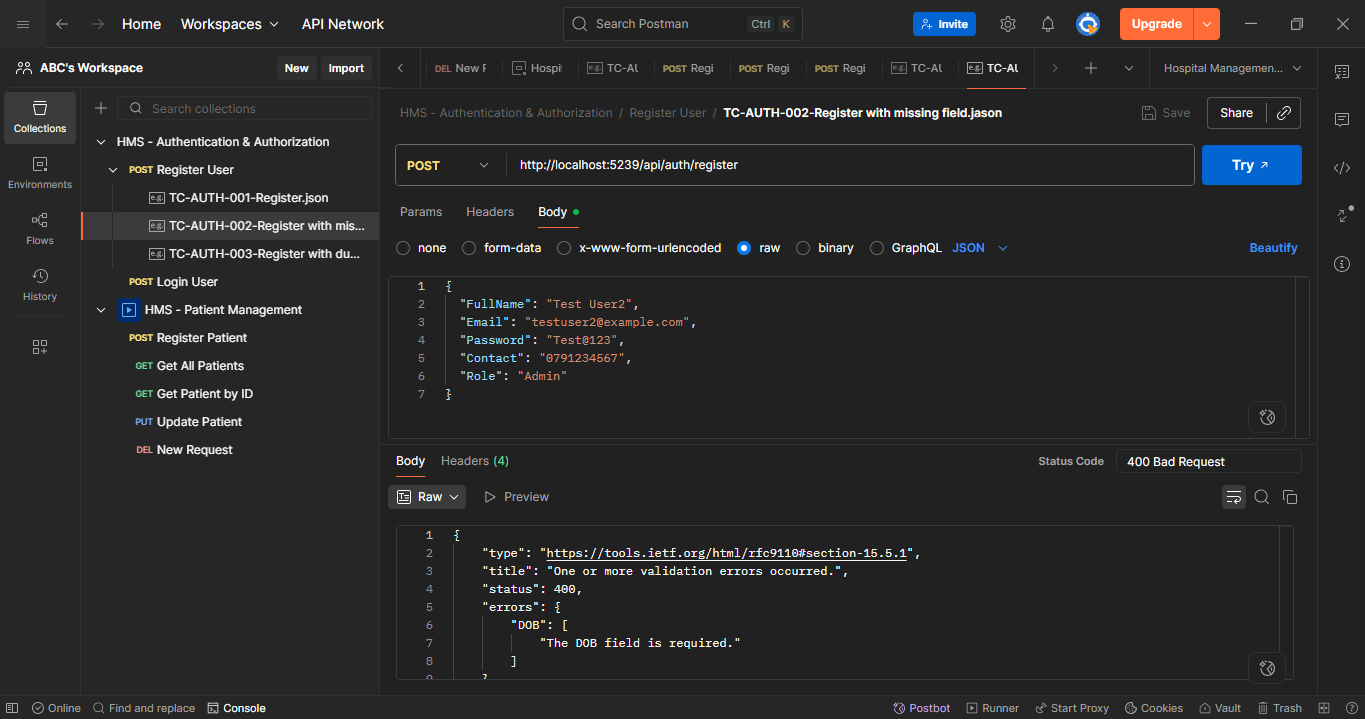 Home Workspaces API Network Search Postman Ctrl K Invite Upgrade
ABC's Workspace New Import DEL New F Hospi e.g. TC-AU POST Regi POST Regi POST Regi e.g. TC-AU e.g. TC-AU Hospital Managemen...
Collections
Environments
Flows
History
Search collections
HMS - Authentication & Authorization
POST Register User
e.g. TC-AUTH-001-Register.json
e.g. TC-AUTH-002-Register with mis...
e.g. TC-AUTH-003-Register with du...
POST Login User
HMS - Patient Management
POST Register Patient
GET Get All Patients
GET Get Patient by ID
PUT Update Patient
DEL New Request
HMS - Authentication & Authorization / Register User / TC-AUTH-002-Register with missing field.jason Save Share
POST http://localhost:5239/api/auth/register Try
Params Headers Body
none form-data x-www-form-urlencoded raw binary GraphQL JSON Beautify
1 {
2 "FullName": "Test User2",
3 "Email": "testuser2@example.com",
4 "Password": "Test@123",
5 "Contact": "0791234567",
6 "Role": "Admin"
7 }
Body Headers (4) Status Code 400 Bad Request
Raw Preview
1 {
2 "type": "https://tools.ietf.org/html/rfc9110#section-15.5.1",
3 "title": "One or more validation errors occurred.",
4 "status": 400,
5 "errors": {
6 "DOB": [
7 "The DOB field is required."
8 ]
9 }
Online Find and replace Console Postbot Runner Start Proxy Cookies Vault Trash